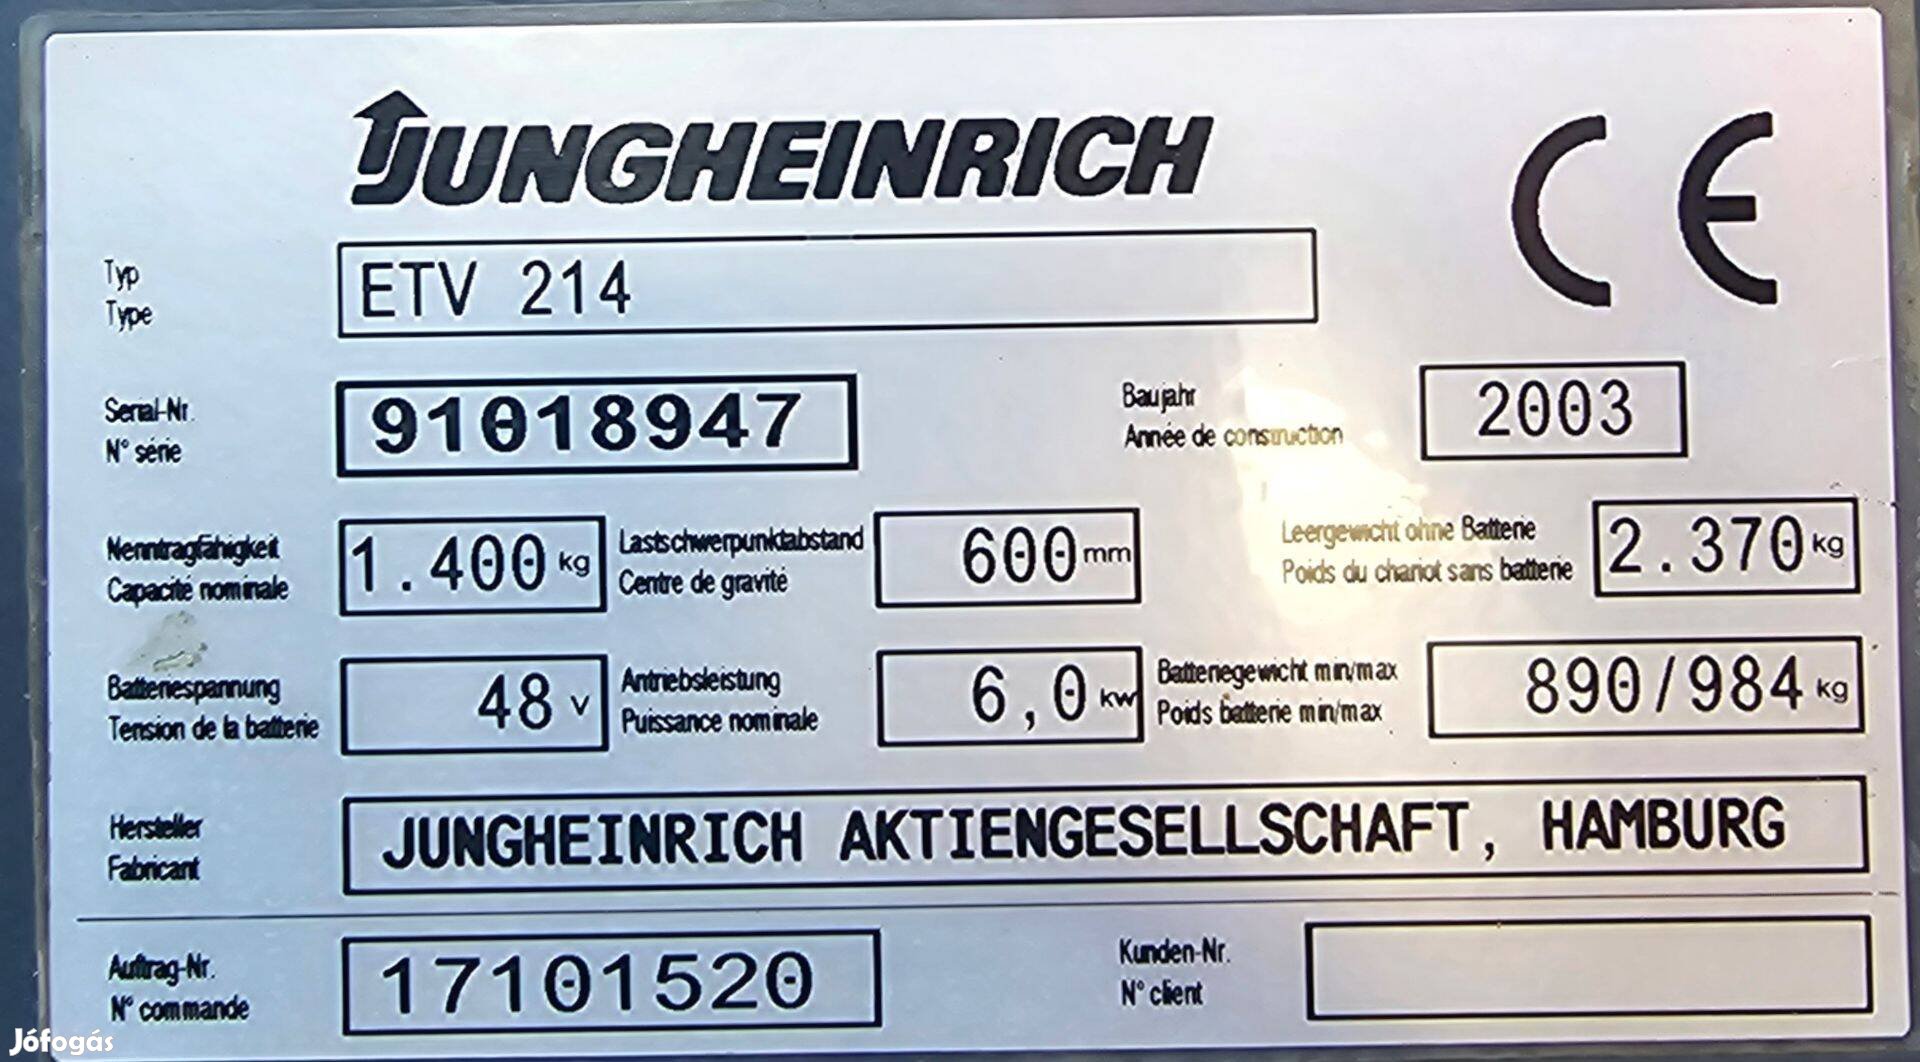 JUNGHEINRICH
CE
Typ
Type
ETV 214
Serial-Nr.
N° série
91018947
Baujahr
Année de construction
2003
Nenntragfähigkeit
Capacité nominale
1.400 kg
Lastschwerpunktabstand
Centre de gravité
600 mm
Leergewicht ohne Batterie
Poids du chariot sans batterie
2.370 kg
Batteriespannung
Tension de la batterie
48 V
Antriebsleistung
Puissance nominale
6,0 kW
Batteriegewicht min/max
Poids batterie min/max
890/984 kg
Hersteller
Fabricant
JUNGHEINRICH AKTIENGESELLSCHAFT, HAMBURG
Auftrag-Nr.
N° commande
17101520
Kunden-Nr.
N° client
Jófogás